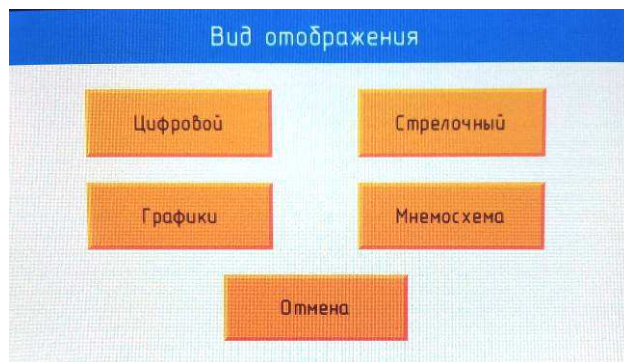 Вид отображения
Цифровой
Стрелочный
Графики
Мнемосхема
Отмена